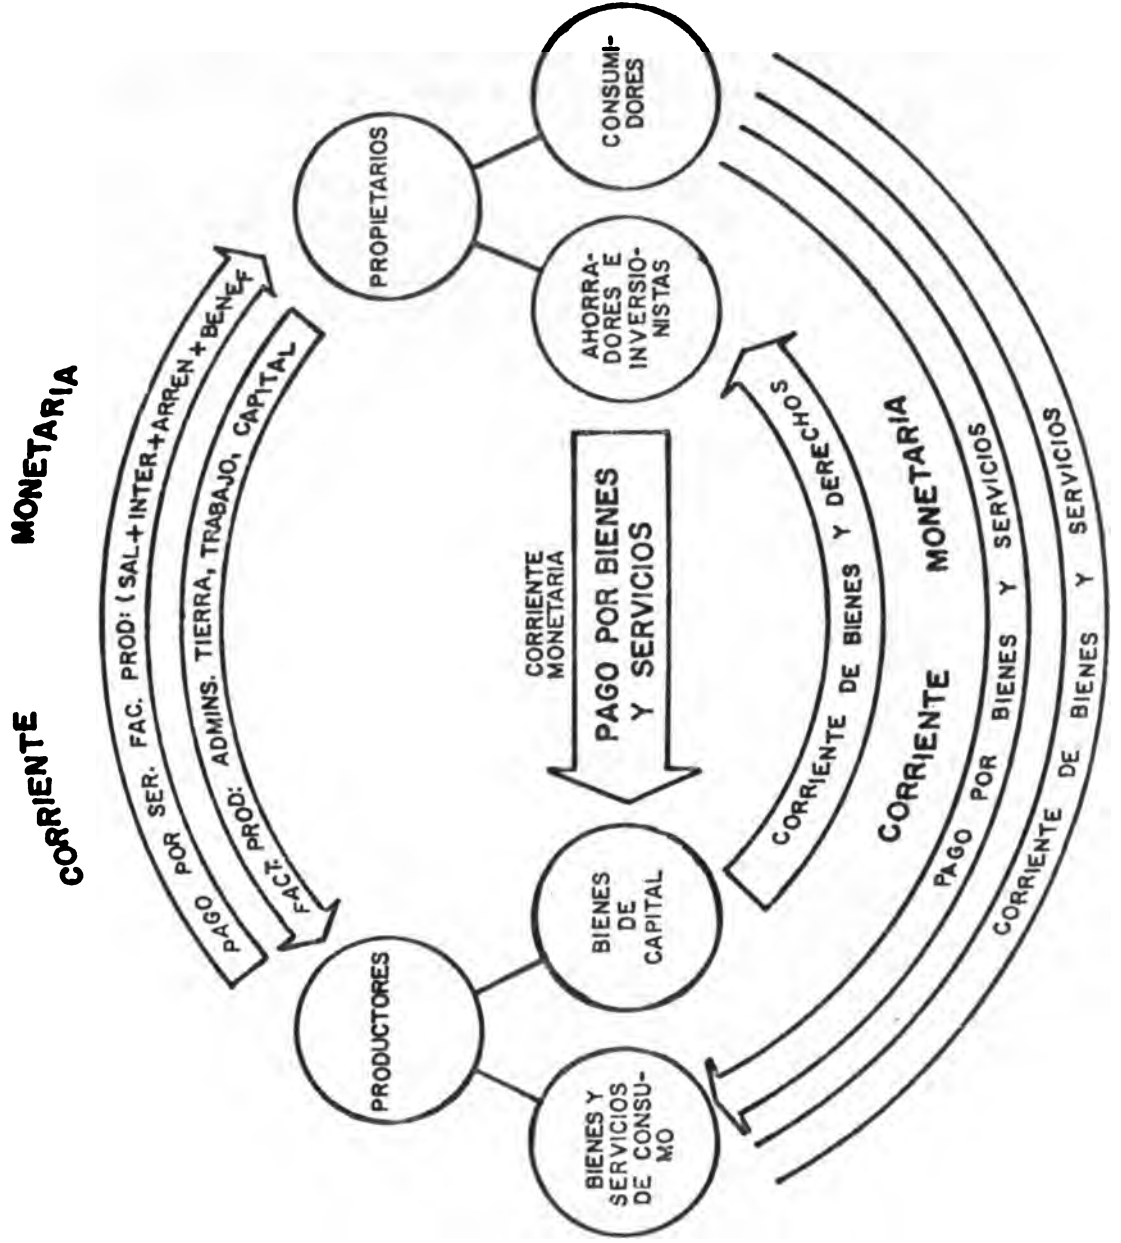 CORRIENTE MONETARIA
PAGO POR SER. FAC. PROD: (SAL+INTER+ARREN+BENEF
FACT. PROD: ADMINS. TIERRA, TRABAJO, CAPITAL
PRODUCTORES
PROPIETARIOS
CORRIENTE
MONETARIA
PAGO POR BIENES
Y SERVICIOS
BIENES Y
SERVICIOS
DE CONSU-
MO
BIENES
DE
CAPITAL
AHORRA-
DORES E
INVERSIO-
NISTAS
CONSUMI-
DORES
CORRIENTE DE BIENES Y DERECHOS
CORRIENTE MONETARIA
PAGO POR BIENES Y SERVICIOS
CORRIENTE DE BIENES Y SERVICIOS